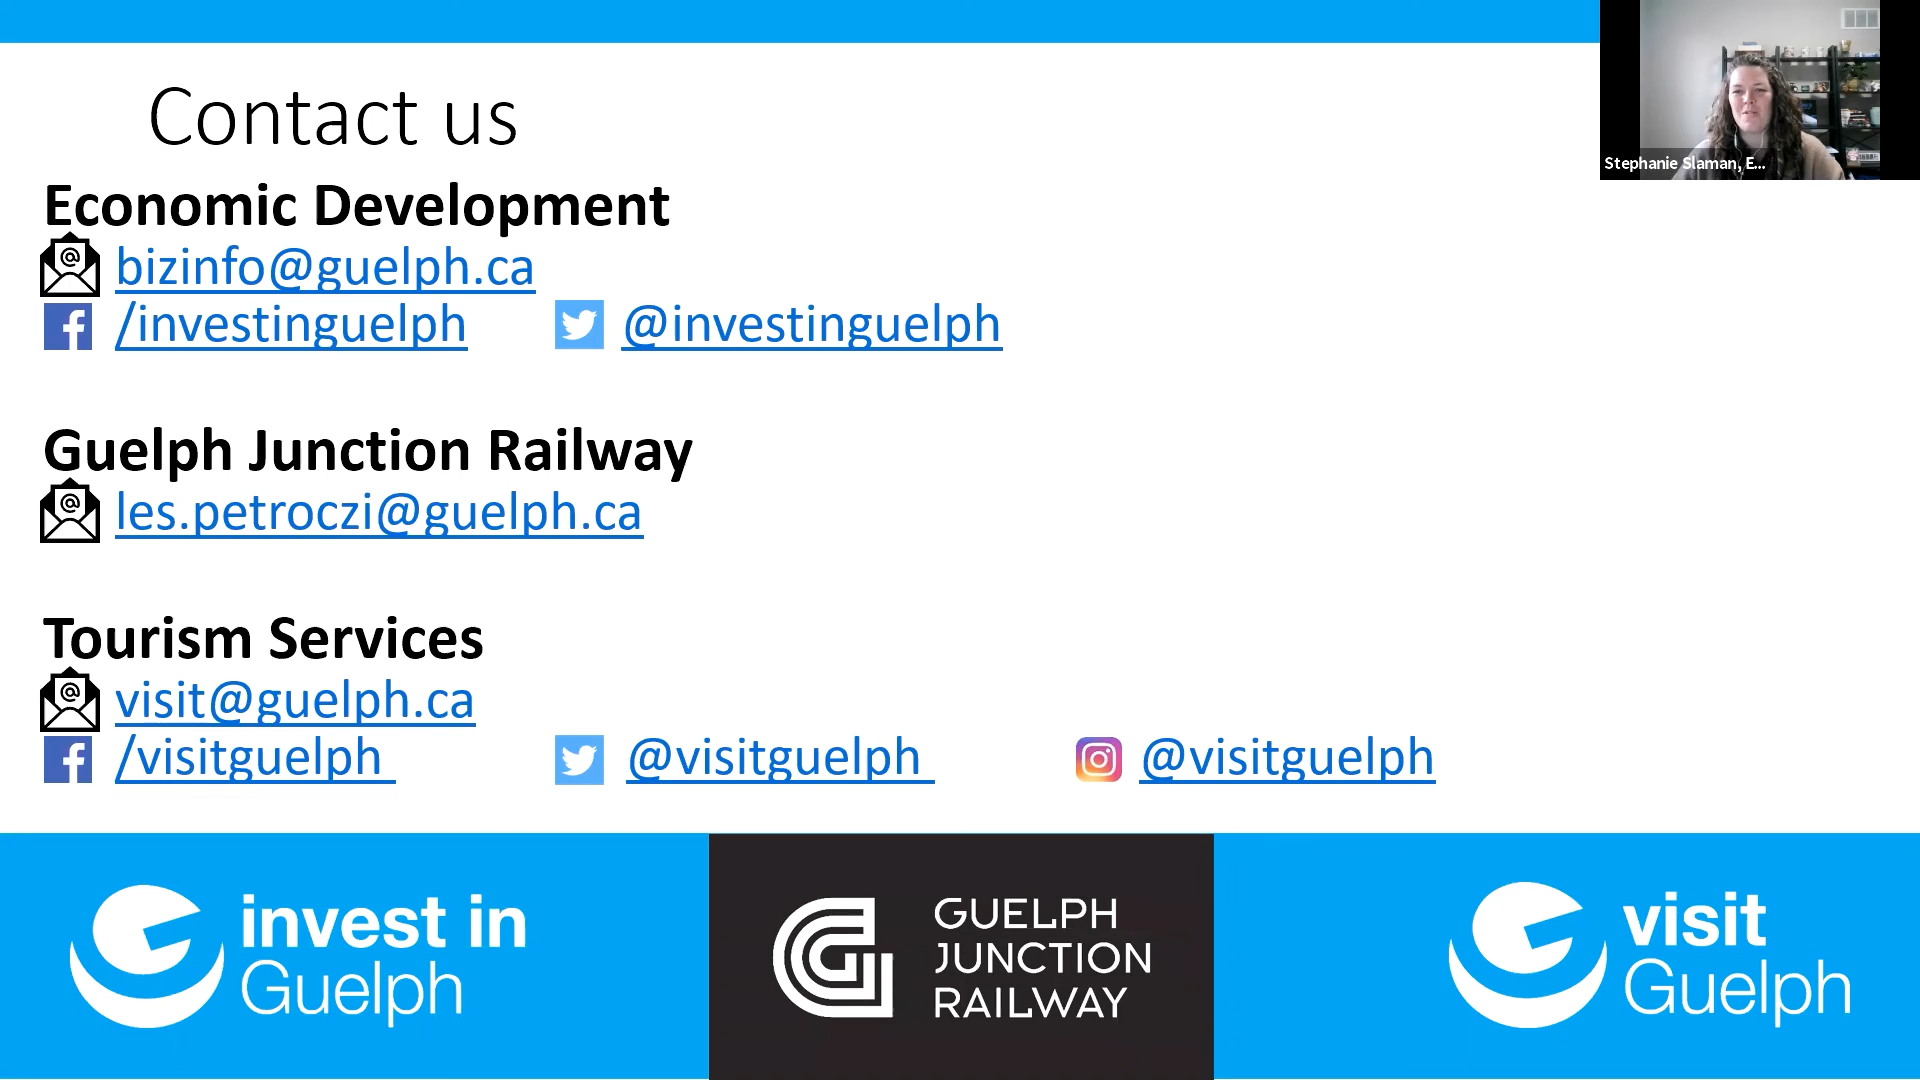 Contact us
Stephanie Slaman, E...
Economic Development
bizinfo@guelph.ca
/investinguelph @investinguelph
Guelph Junction Railway
les.petroczi@guelph.ca
Tourism Services
visit@guelph.ca
/visitguelph @visitguelph @visitguelph
invest in
Guelph
GUELPH
JUNCTION
RAILWAY
visit
Guelph